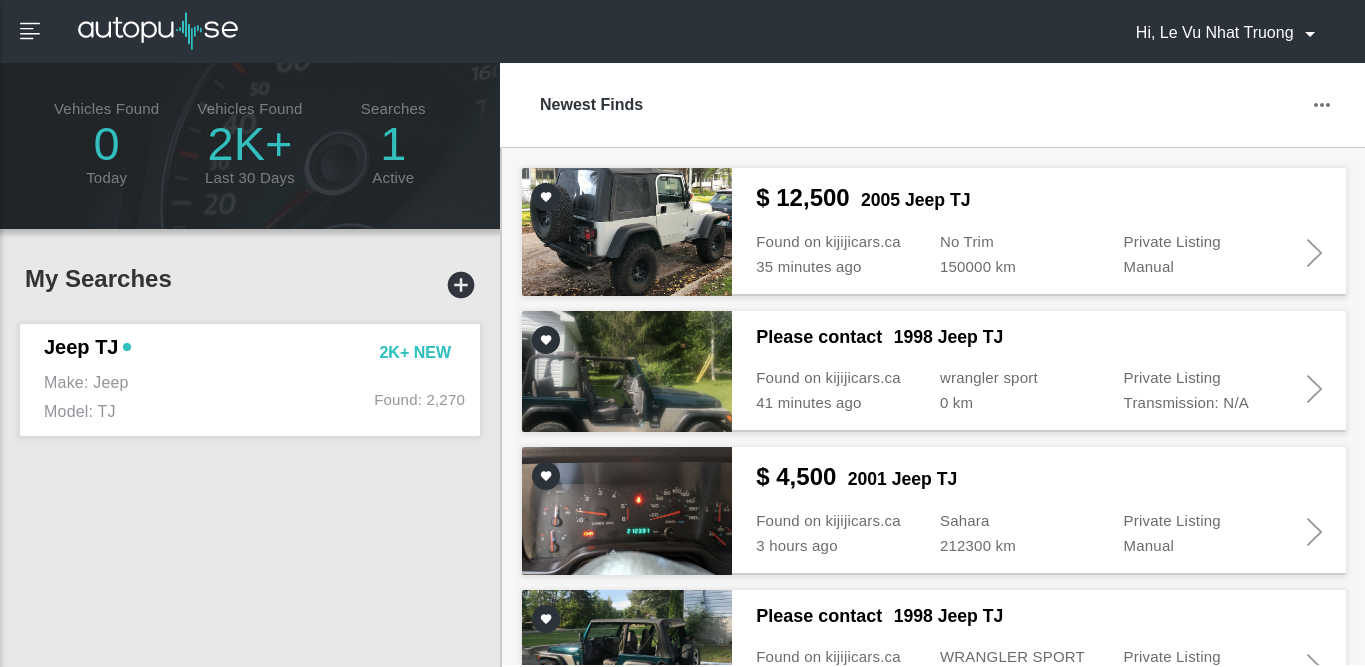 autopulse
Hi, Le Vu Nhat Truong
Vehicles Found
0
Today
Vehicles Found
2K+
Last 30 Days
Searches
1
Active
50
40
30
20
160
My Searches
Jeep TJ
2K+ NEW
Make: Jeep
Model: TJ
Found: 2,270
Newest Finds
$ 12,500 2005 Jeep TJ
Found on kijijicars.ca No Trim Private Listing
35 minutes ago 150000 km Manual
Please contact 1998 Jeep TJ
Found on kijijicars.ca wrangler sport Private Listing
41 minutes ago 0 km Transmission: N/A
$ 4,500 2001 Jeep TJ
Found on kijijicars.ca Sahara Private Listing
3 hours ago 212300 km Manual
Please contact 1998 Jeep TJ
Found on kijijicars.ca WRANGLER SPORT Private Listing